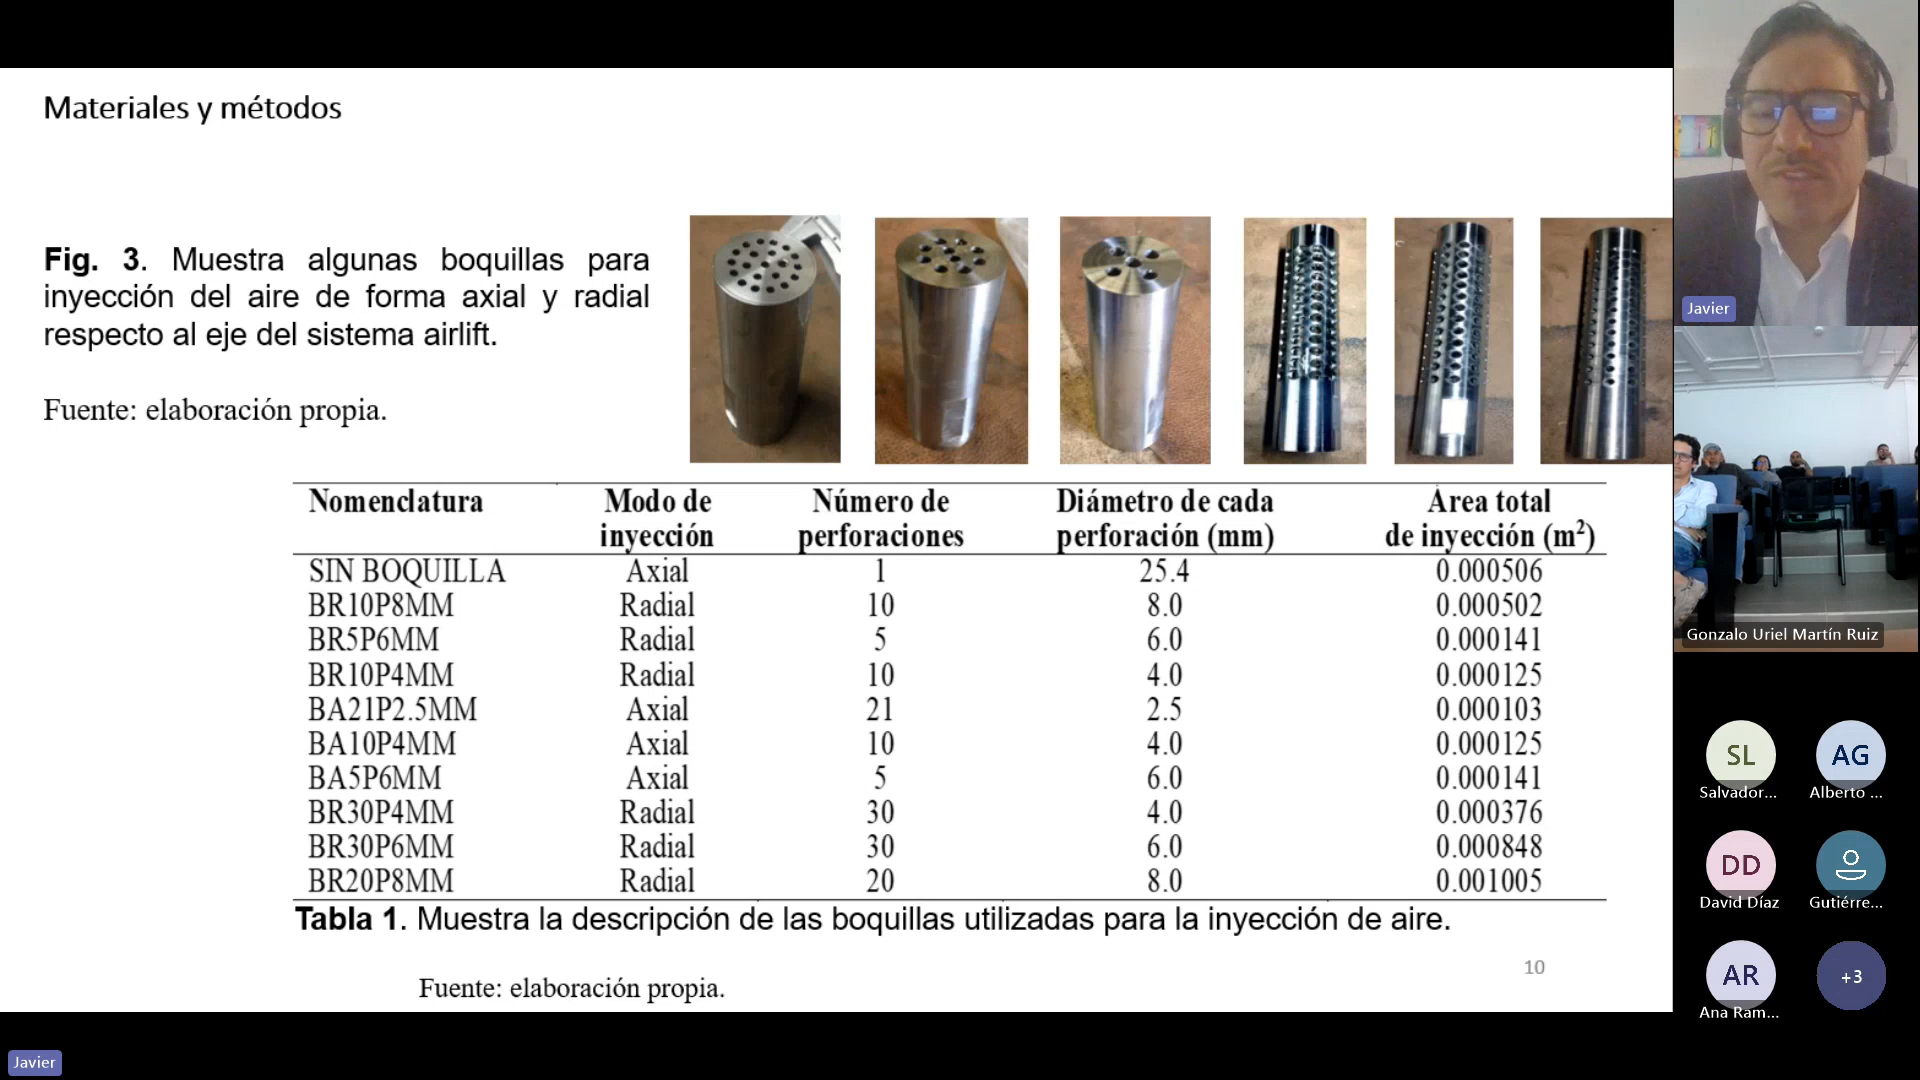 Materiales y métodos
Fig. 3. Muestra algunas boquillas para
inyección del aire de forma axial y radial
respecto al eje del sistema airlift.
Fuente: elaboración propia.
Nomenclatura Modo de inyección Número de perforaciones Diámetro de cada perforación (mm) Área total de inyección (m²)
SIN BOQUILLA Axial 1 25.4 0.000506
BR10P8MM Radial 10 8.0 0.000502
BR5P6MM Radial 5 6.0 0.000141
BR10P4MM Radial 10 4.0 0.000125
BA21P2.5MM Axial 21 2.5 0.000103
BA10P4MM Axial 10 4.0 0.000125
BA5P6MM Axial 5 6.0 0.000141
BR30P4MM Radial 30 4.0 0.000376
BR30P6MM Radial 30 6.0 0.000848
BR20P8MM Radial 20 8.0 0.001005
Tabla 1. Muestra la descripción de las boquillas utilizadas para la inyección de aire.
10
Fuente: elaboración propia.
Javier
Gonzalo Uriel Martín Ruiz
SL AG
Salvador... Alberto ...
DD
David Díaz Gutiérre...
AR +3
Ana Ram...
Javier